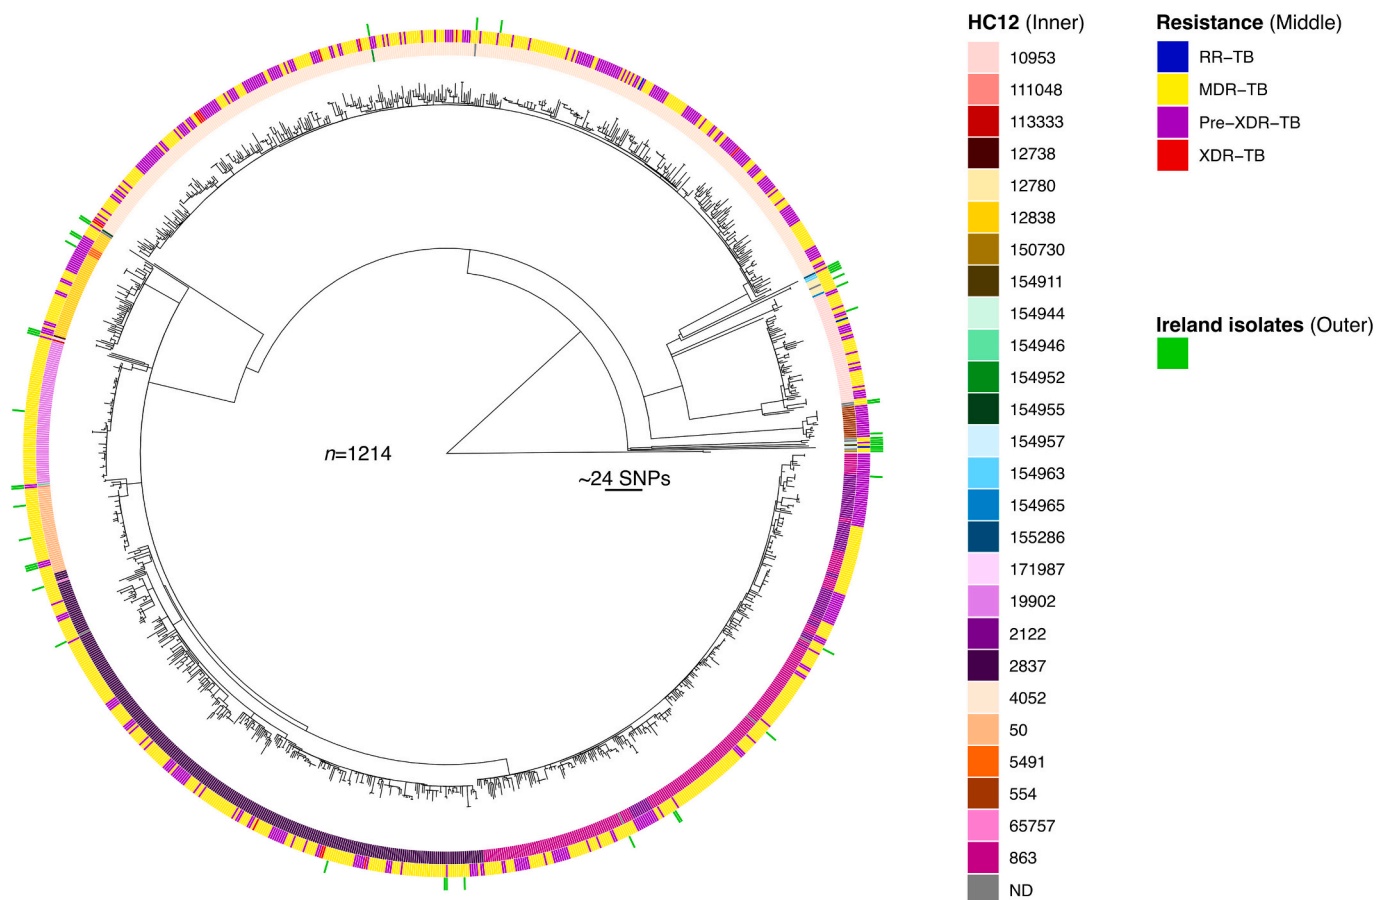 HC12 (Inner)
10953
111048
113333
12738
12780
12838
150730
154911
154944
154946
154952
154955
154957
154963
154965
155286
171987
19902
2122
2837
4052
50
5491
554
65757
863
ND
Resistance (Middle)
RR−TB
MDR−TB
Pre−XDR−TB
XDR−TB
Ireland isolates (Outer)
n=1214
~24 SNPs